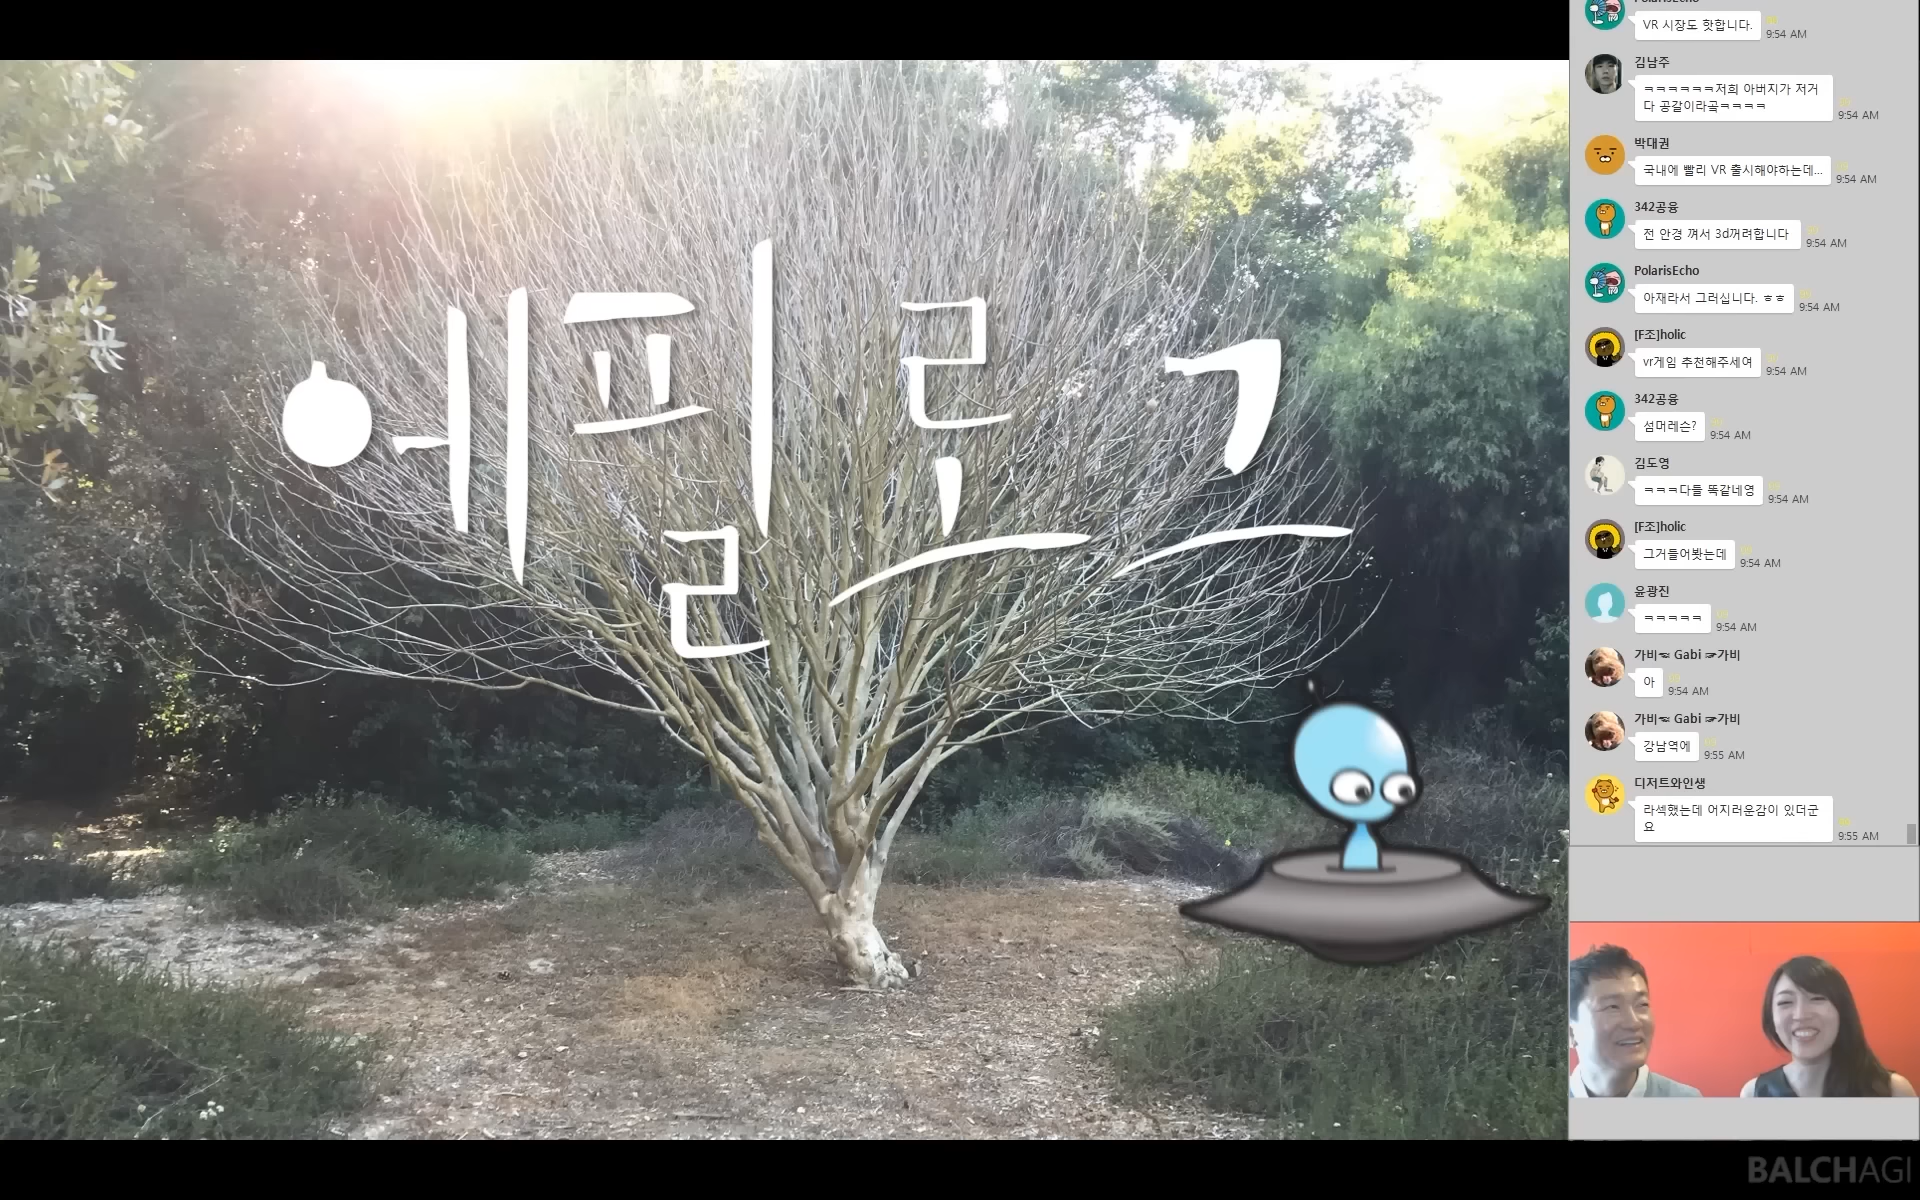 에필로그
PolarisEcho
VR 시장도 핫합니다.
9:54 AM
김남주
ㅋㅋㅋㅋㅋㅋ저희 아버지가 저거
다 공갈이라곸ㅋㅋㅋㅋ
9:54 AM
박대권
국내에 빨리 VR 출시해야하는데...
9:54 AM
342공융
전 안경 껴서 3d꺼려합니다
9:54 AM
PolarisEcho
아재라서 그러십니다. ㅎㅎ
9:54 AM
[F조]holic
vr게임 추천해주세여
9:54 AM
342공융
섬머레슨?
9:54 AM
김도영
ㅋㅋㅋ다들 똑같네영
9:54 AM
[F조]holic
그거들어봣는데
9:54 AM
윤광진
ㅋㅋㅋㅋㅋ
9:54 AM
가비☜ Gabi ☞가비
아
9:54 AM
가비☜ Gabi ☞가비
강남역에
9:55 AM
디저트와인생
라섹했는데 어지러운감이 있더군
요
9:55 AM
BALCHAGI